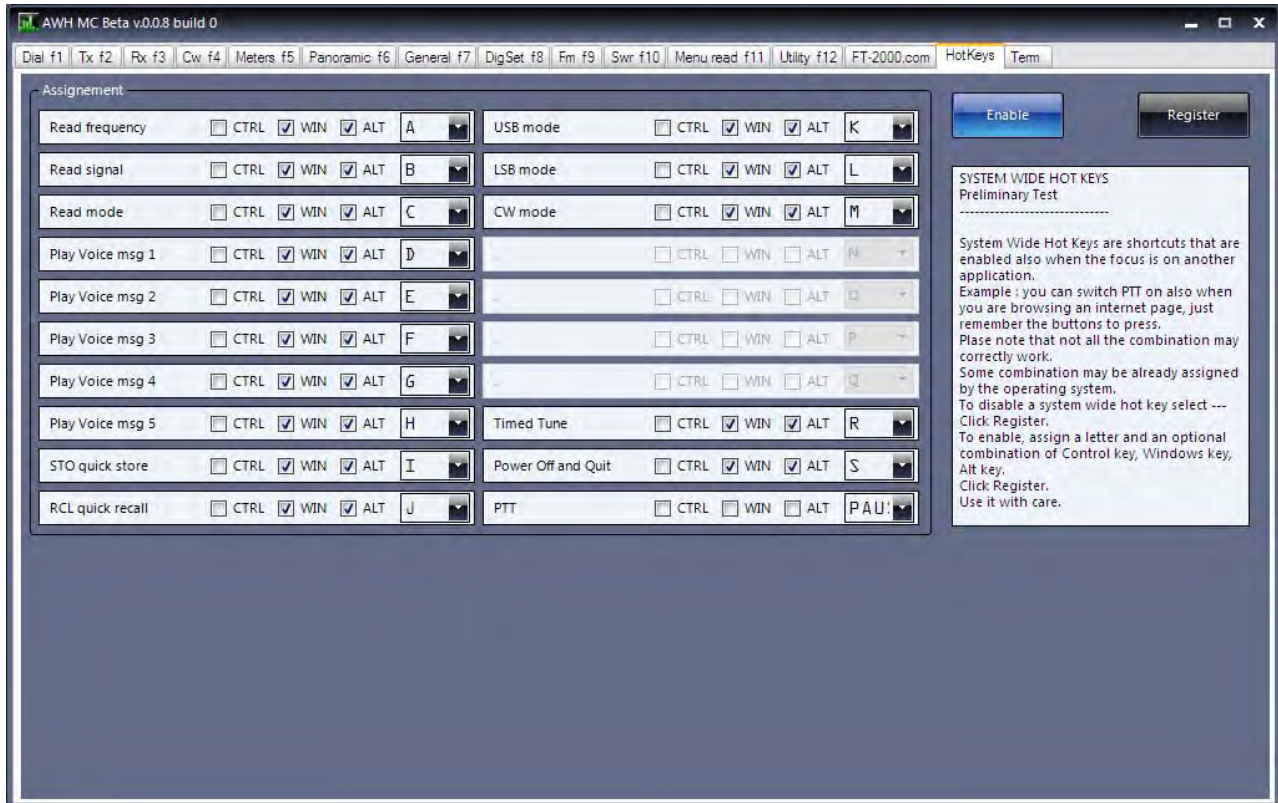 AWH MC Beta v.0.0.8 build 0
Dial f1 Tx f2 Rx f3 Cw f4 Meters f5 Panoramic f6 General f7 DigSet f8 Fm f9 Swr f10 Menu read f11 Utility f12 FT-2000.com HotKeys Term
Assignement
Read frequency CTRL WIN ALT A
Read signal CTRL WIN ALT B
Read mode CTRL WIN ALT C
Play Voice msg 1 CTRL WIN ALT D
Play Voice msg 2 CTRL WIN ALT E
Play Voice msg 3 CTRL WIN ALT F
Play Voice msg 4 CTRL WIN ALT G
Play Voice msg 5 CTRL WIN ALT H
STO quick store CTRL WIN ALT I
RCL quick recall CTRL WIN ALT J
USB mode CTRL WIN ALT K
LSB mode CTRL WIN ALT L
CW mode CTRL WIN ALT M
CTRL WIN ALT N
CTRL WIN ALT
CTRL WIN ALT P
CTRL WIN ALT Q
Timed Tune CTRL WIN ALT R
Power Off and Quit CTRL WIN ALT S
PTT CTRL WIN ALT PAU
Enable Register
SYSTEM WIDE HOT KEYS
Preliminary Test
------------------------------
System Wide Hot Keys are shortcuts that are
enabled also when the focus is on another
application.
Example : you can switch PTT on also when
you are browsing an internet page, just
remember the buttons to press.
Plase note that not all the combination may
correctly work.
Some combination may be already assigned
by the operating system.
To disable a system wide hot key select ---
Click Register.
To enable, assign a letter and an optional
combination of Control key, Windows key,
Alt key.
Click Register.
Use it with care.